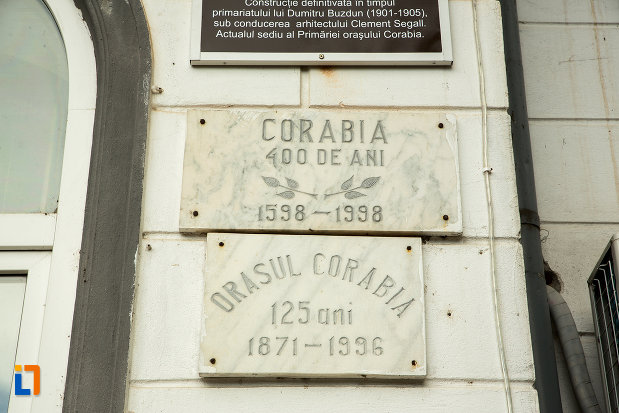 Construcție definitivată în timpul
primariatului lui Dumitru Buzdun (1901-1905),
sub conducerea arhitectului Clement Segall.
Actualul sediu al Primăriei orașului Corabia.
CORABIA
400 DE ANI
1598-1998
ORASUL CORABIA
125 ani
1871-1996